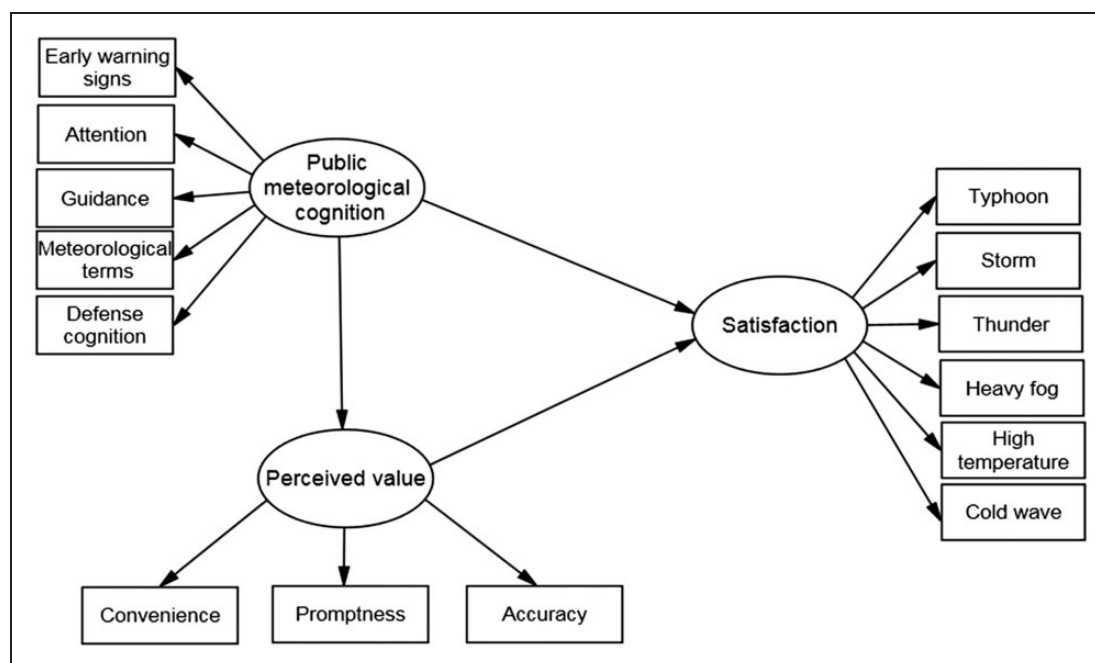 Early warning
signs
Attention
Guidance
Meteorological
terms
Defense
cognition
Public
meteorological
cognition
Perceived value
Convenience
Promptness
Accuracy
Satisfaction
Typhoon
Storm
Thunder
Heavy fog
High
temperature
Cold wave